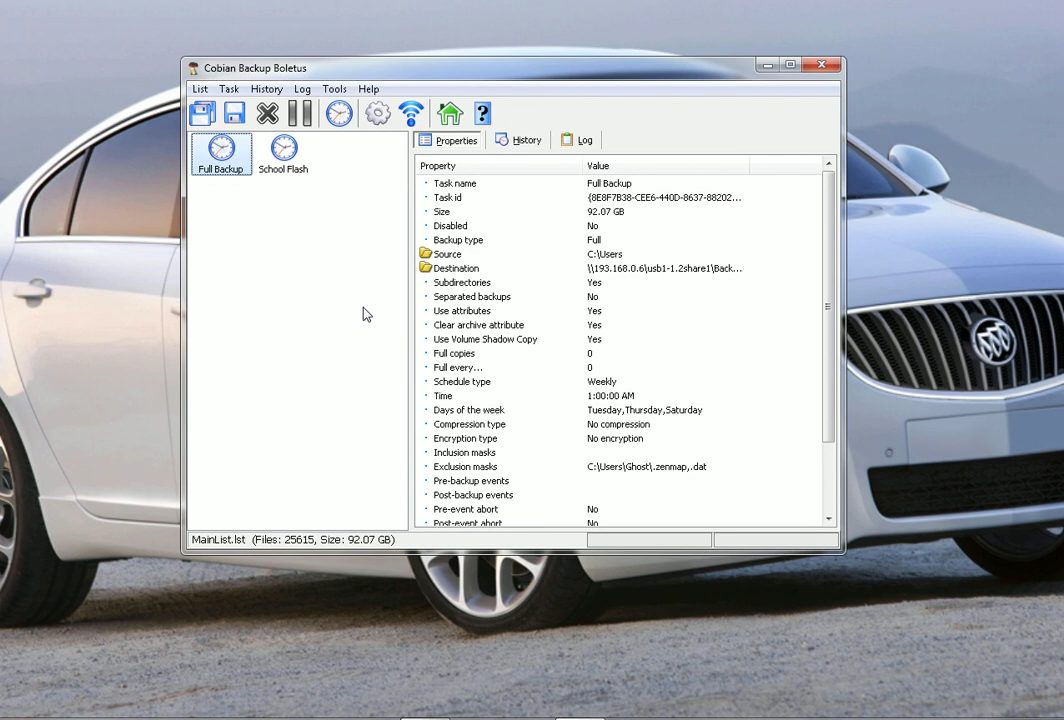 Cobian Backup Boletus
List Task History Log Tools Help
Full Backup School Flash
Properties History Log
Property Value
Task name Full Backup
Task id {8E8F7B38-CEE6-440D-8637-88202...
Size 92.07 GB
Disabled No
Backup type Full
Source C:\Users
Destination \\193.168.0.6\usb1-1.2share1\Back...
Subdirectories Yes
Separated backups No
Use attributes Yes
Clear archive attribute Yes
Use Volume Shadow Copy Yes
Full copies 0
Full every... 0
Schedule type Weekly
Time 1:00:00 AM
Days of the week Tuesday,Thursday,Saturday
Compression type No compression
Encryption type No encryption
Inclusion masks
Exclusion masks C:\Users\Ghost\.zenmap,.dat
Pre-backup events
Post-backup events
Pre-event abort No
Post-event abort No
MainList.lst (Files: 25615, Size: 92.07 GB)